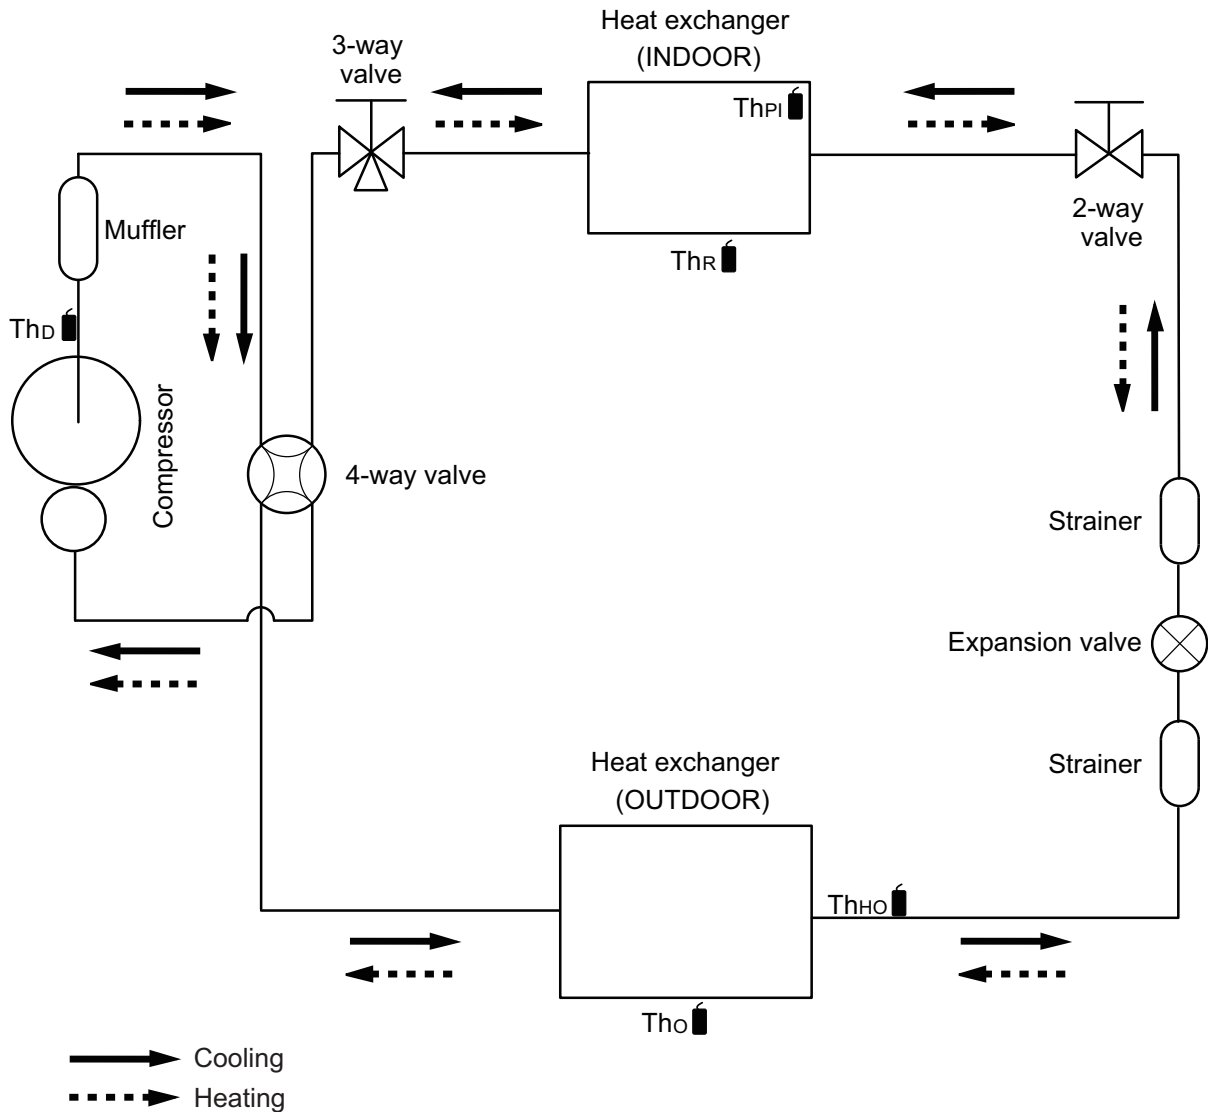 Heat exchanger
(INDOOR)
3-way
valve
ThPI
Muffler
2-way
valve
ThR
ThD
Compressor
4-way valve
Strainer
Expansion valve
Heat exchanger
(OUTDOOR)
Strainer
ThHO
ThO
Cooling
Heating